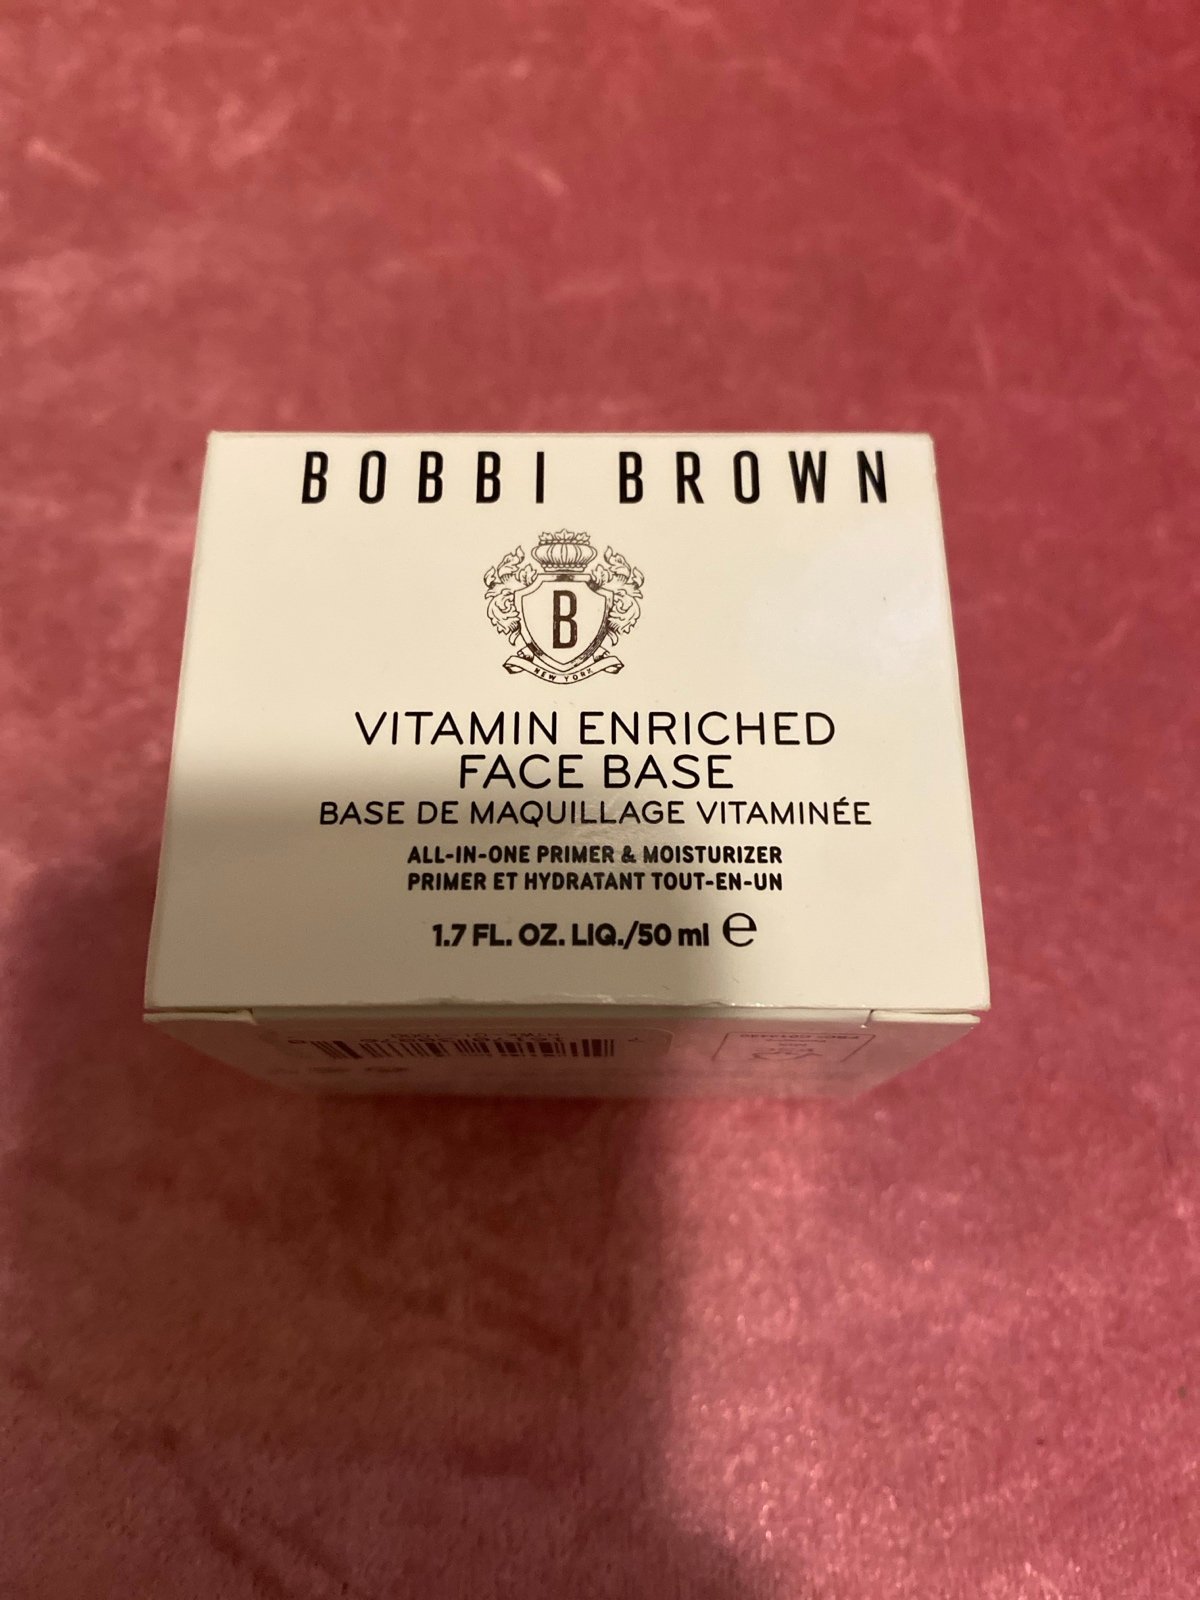 BOBBI BROWN
B
NEW YORK
VITAMIN ENRICHED
FACE BASE
BASE DE MAQUILLAGE VITAMINÉE
ALL-IN-ONE PRIMER & MOISTURIZER
PRIMER ET HYDRATANT TOUT-EN-UN
1.7 FL. OZ. LIQ./50 ml ℮